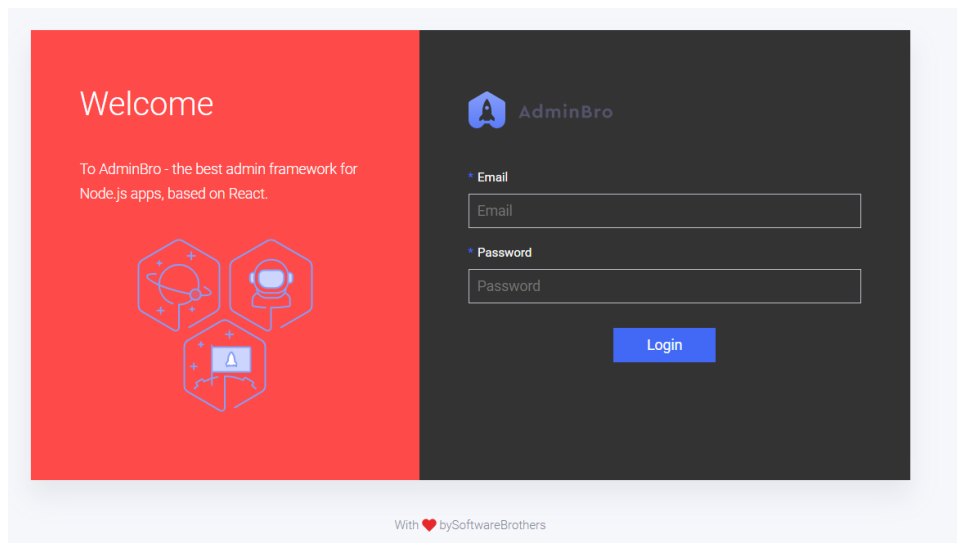 Welcome
To AdminBro - the best admin framework for
Node.js apps, based on React.
AdminBro
* Email
Email
* Password
Password
Login
With ❤ bySoftwareBrothers